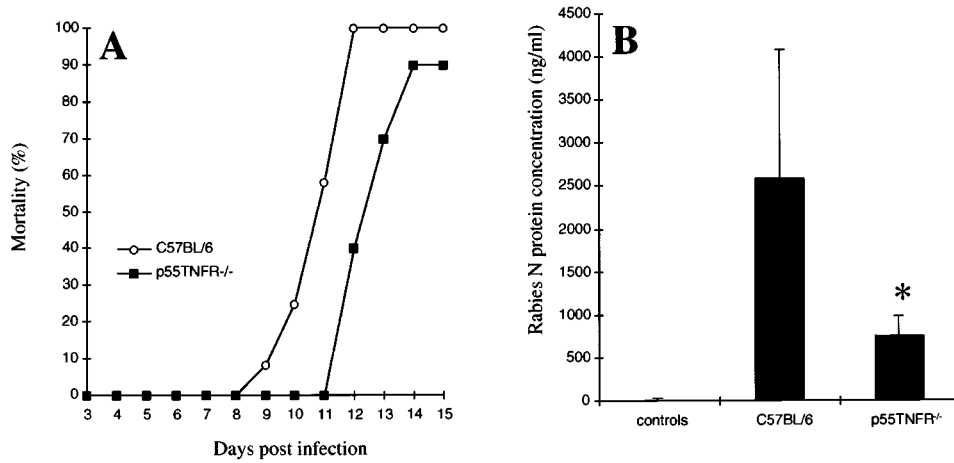 A
Mortality (%)
100
90
80
70
60
50
40
30
20
10
0
C57BL/6
p55TNFR-/-
3 4 5 6 7 8 9 10 11 12 13 14 15
Days post infection
B
Rabies N protein concentration (ng/ml)
4500
4000
3500
3000
2500
2000
1500
1000
500
0
*
controls C57BL/6 p55TNFR-/-